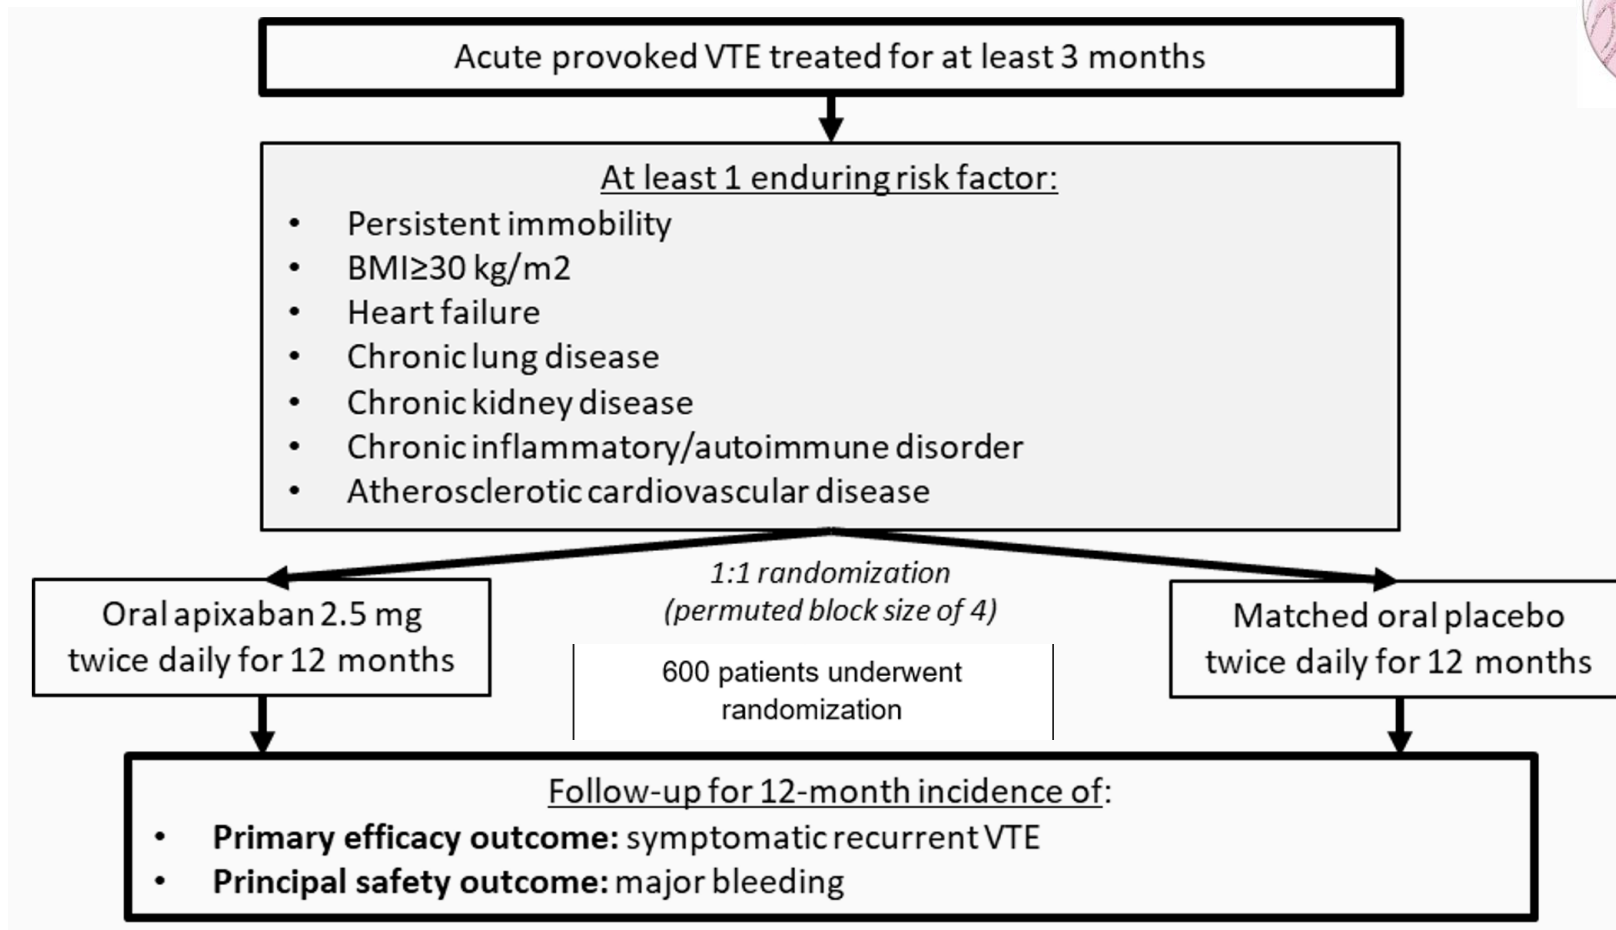 Acute provoked VTE treated for at least 3 months
At least 1 enduring risk factor:
• Persistent immobility
• BMI≥30 kg/m2
• Heart failure
• Chronic lung disease
• Chronic kidney disease
• Chronic inflammatory/autoimmune disorder
• Atherosclerotic cardiovascular disease
1:1 randomization
(permuted block size of 4)
Oral apixaban 2.5 mg
twice daily for 12 months
600 patients underwent
randomization
Matched oral placebo
twice daily for 12 months
Follow-up for 12-month incidence of:
• Primary efficacy outcome: symptomatic recurrent VTE
• Principal safety outcome: major bleeding